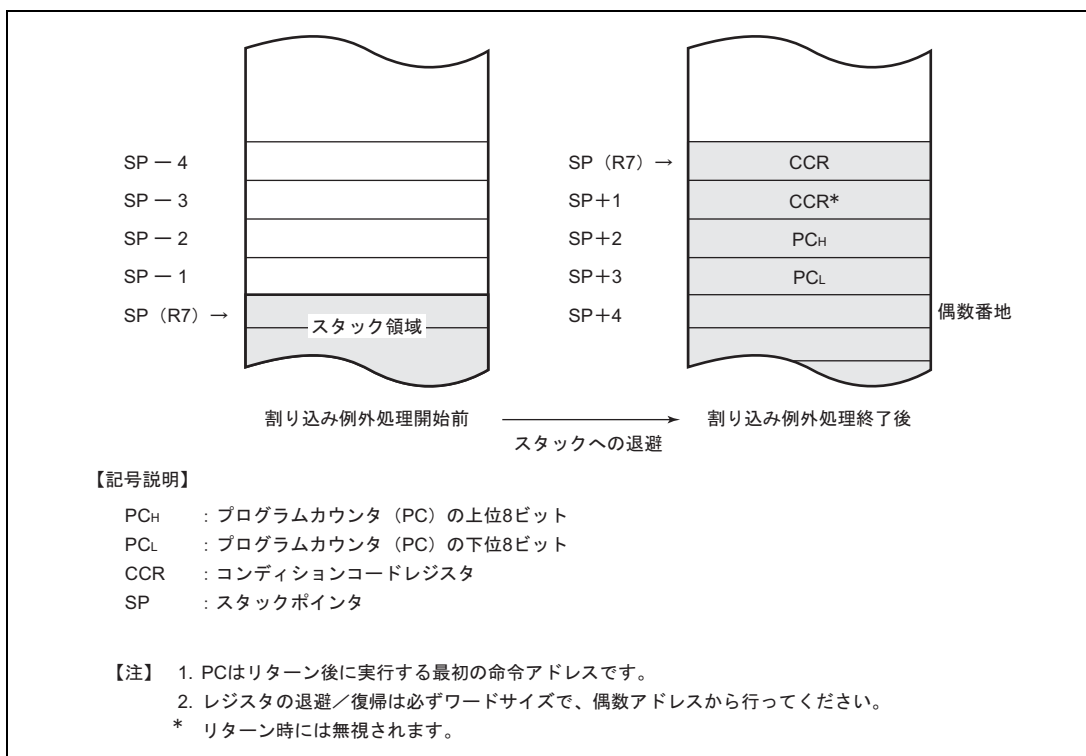 SP － 4
SP － 3
SP － 2
SP － 1
SP（R7）→
スタック領域
SP（R7）→
SP＋1
SP＋2
SP＋3
SP＋4
CCR
CCR*
PCH
PCL
偶数番地
割り込み例外処理開始前
スタックへの退避
割り込み例外処理終了後
【記号説明】
PCH ：プログラムカウンタ（PC）の上位8ビット
PCL ：プログラムカウンタ（PC）の下位8ビット
CCR ：コンディションコードレジスタ
SP ：スタックポインタ
【注】 1. PCはリターン後に実行する最初の命令アドレスです。
2. レジスタの退避／復帰は必ずワードサイズで、偶数アドレスから行ってください。
* リターン時には無視されます。